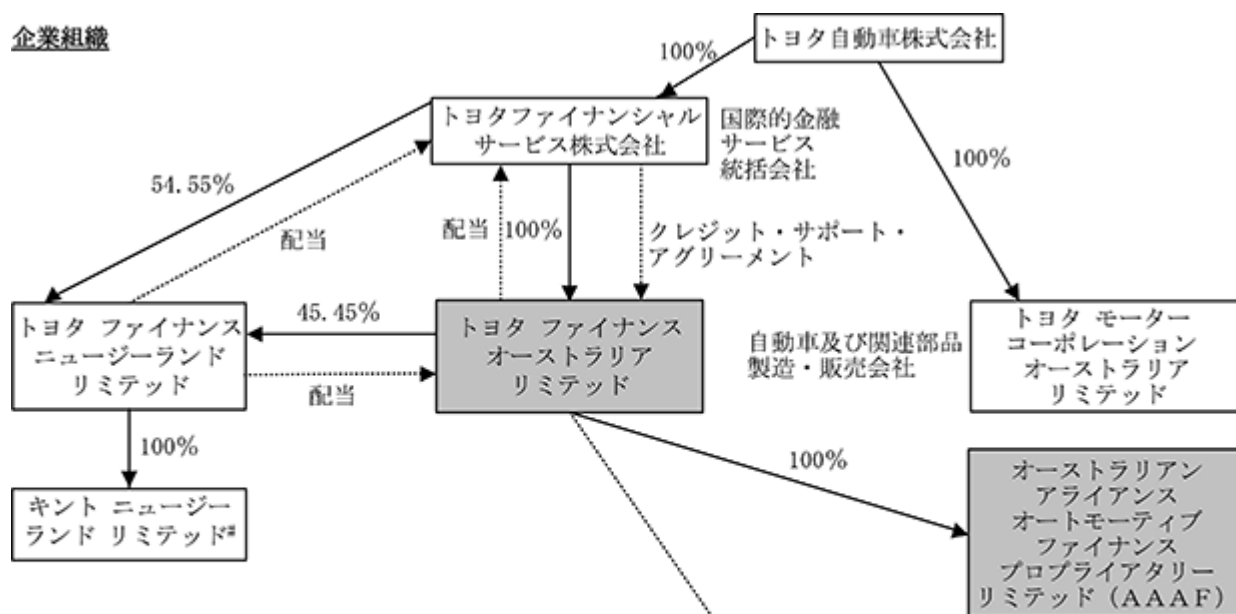 企業組織
トヨタ自動車株式会社
100%
トヨタファイナンシャル
サービス株式会社
国際的金融
サービス
統括会社
100%
54.55%
配当
配当
100%
クレジット・サポート・
アグリーメント
トヨタ ファイナンス
ニュージーランド
リミテッド
45.45%
配当
トヨタ ファイナンス
オーストラリア
リミテッド
自動車及び関連部品
製造・販売会社
トヨタ モーター
コーポレーション
オーストラリア
リミテッド
100%
キント ニュージー
ランド リミテッド#
100%
オーストラリアン
アライアンス
オートモーティブ
ファイナンス
プロプライアタリー
リミテッド（ＡＡＡＦ）